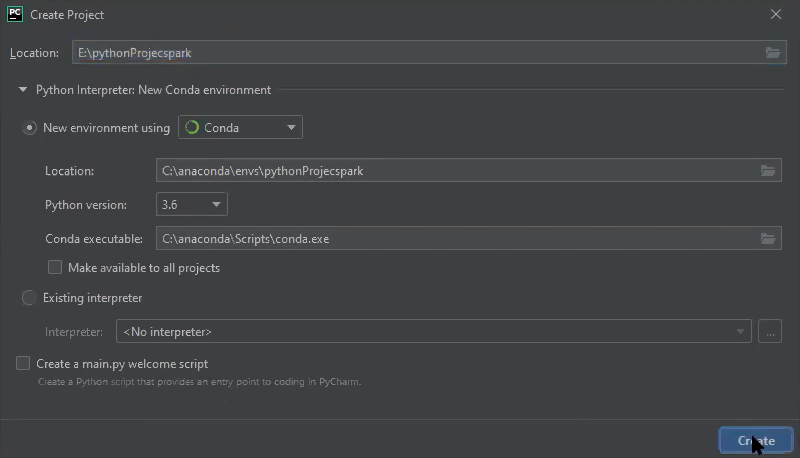 PC Create Project
Location: E:\pythonProjecspark
Python Interpreter: New Conda environment
New environment using Conda
Location: C:\anaconda\envs\pythonProjecspark
Python version: 3.6
Conda executable: C:\anaconda\Scripts\conda.exe
Make available to all projects
Existing interpreter
Interpreter: <No interpreter> ...
Create a main.py welcome script
Create a Python script that provides an entry point to coding in PyCharm.
Create